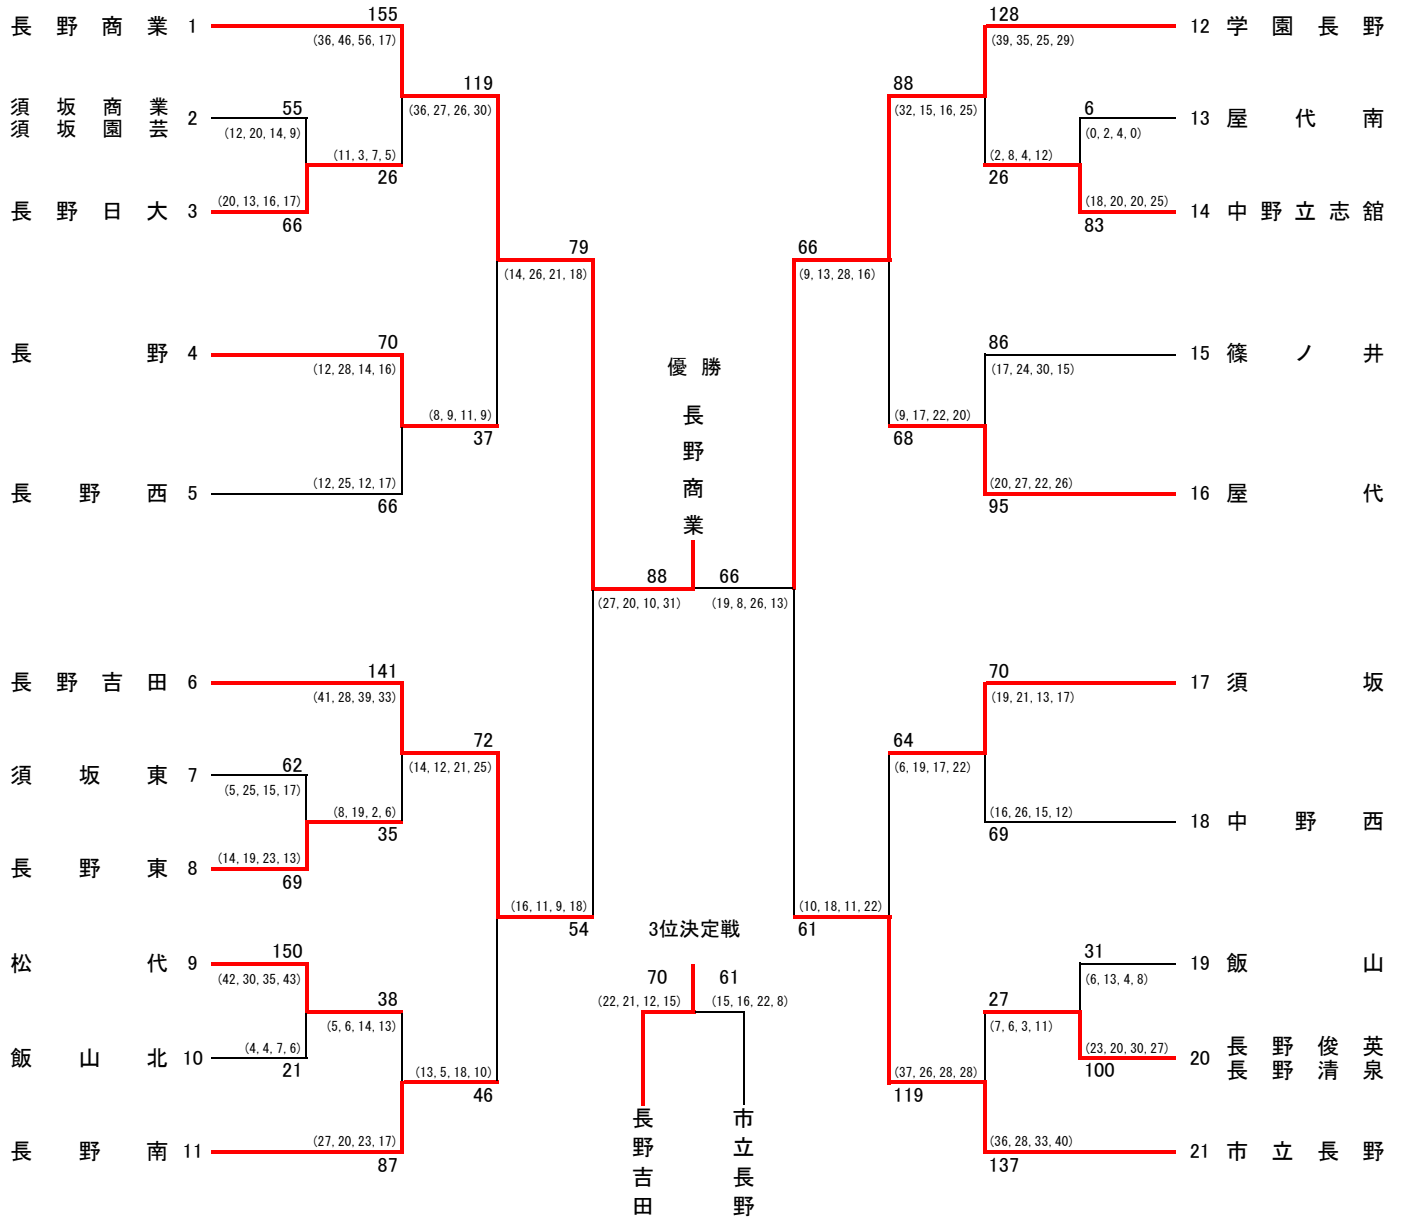 長野商業 1
155
(36, 46, 56, 17)
須坂商業
須坂園芸
2
55
(12, 20, 14, 9)
(11, 3, 7, 5)
26
長野日大 3
(20, 13, 16, 17)
66
119
(36, 27, 26, 30)
長野 4
70
(12, 28, 14, 16)
長野西 5
(12, 25, 12, 17)
66
(8, 9, 11, 9)
37
79
(14, 26, 21, 18)
長野吉田 6
141
(41, 28, 39, 33)
須坂東 7
62
(5, 25, 15, 17)
(8, 19, 2, 6)
35
長野東 8
(14, 19, 23, 13)
69
72
(14, 12, 21, 25)
松代 9
150
(42, 30, 35, 43)
38
(5, 6, 14, 13)
飯山北 10
(4, 4, 7, 6)
21
長野南 11
(27, 20, 23, 17)
87
(13, 5, 18, 10)
46
(16, 11, 9, 18)
54
優勝
長野商業
88
(27, 20, 10, 31)
66
(19, 8, 26, 13)
3位決定戦
70
(22, 21, 12, 15)
61
(15, 16, 22, 8)
長野吉田
市立長野
128
(39, 35, 25, 29)
12 学園長野
88
(32, 15, 16, 25)
6
(0, 2, 4, 0)
13 屋代南
(2, 8, 4, 12)
26
(18, 20, 20, 25)
83
14 中野立志舘
66
(9, 13, 28, 16)
86
(17, 24, 30, 15)
15 篠ノ井
(9, 17, 22, 20)
68
(20, 27, 22, 26)
95
16 屋代
70
(19, 21, 13, 17)
17 須坂
64
(6, 19, 17, 22)
(16, 26, 15, 12)
69
18 中野西
(10, 18, 11, 22)
61
31
(6, 13, 4, 8)
19 飯山
27
(7, 6, 3, 11)
(23, 20, 30, 27)
100
20
長野俊英
長野清泉
(37, 26, 28, 28)
119
(36, 28, 33, 40)
137
21 市立長野